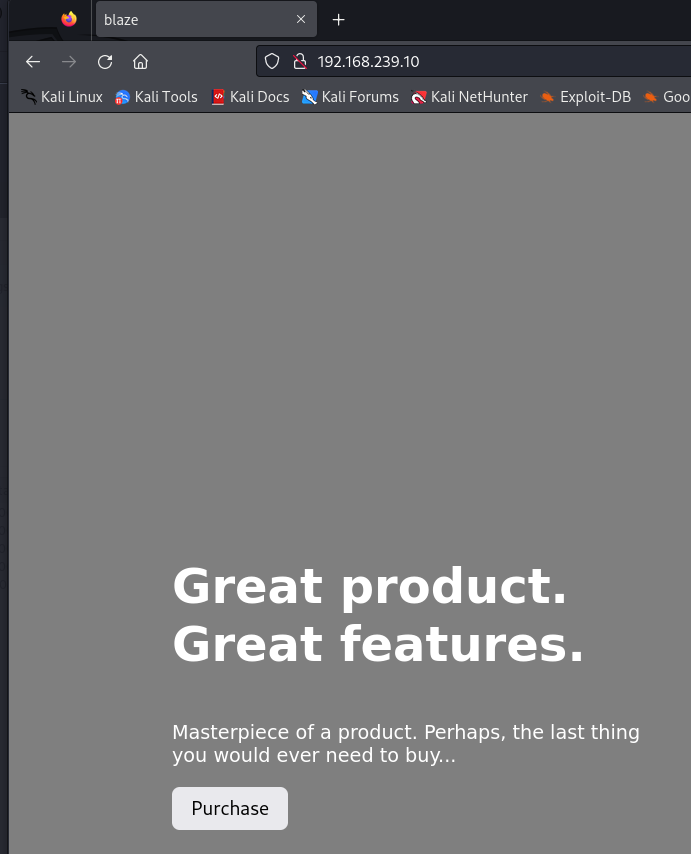 blaze
192.168.239.10
Kali Linux Kali Tools Kali Docs Kali Forums Kali NetHunter Exploit-DB Goo
Great product.
Great features.
Masterpiece of a product. Perhaps, the last thing
you would ever need to buy...
Purchase